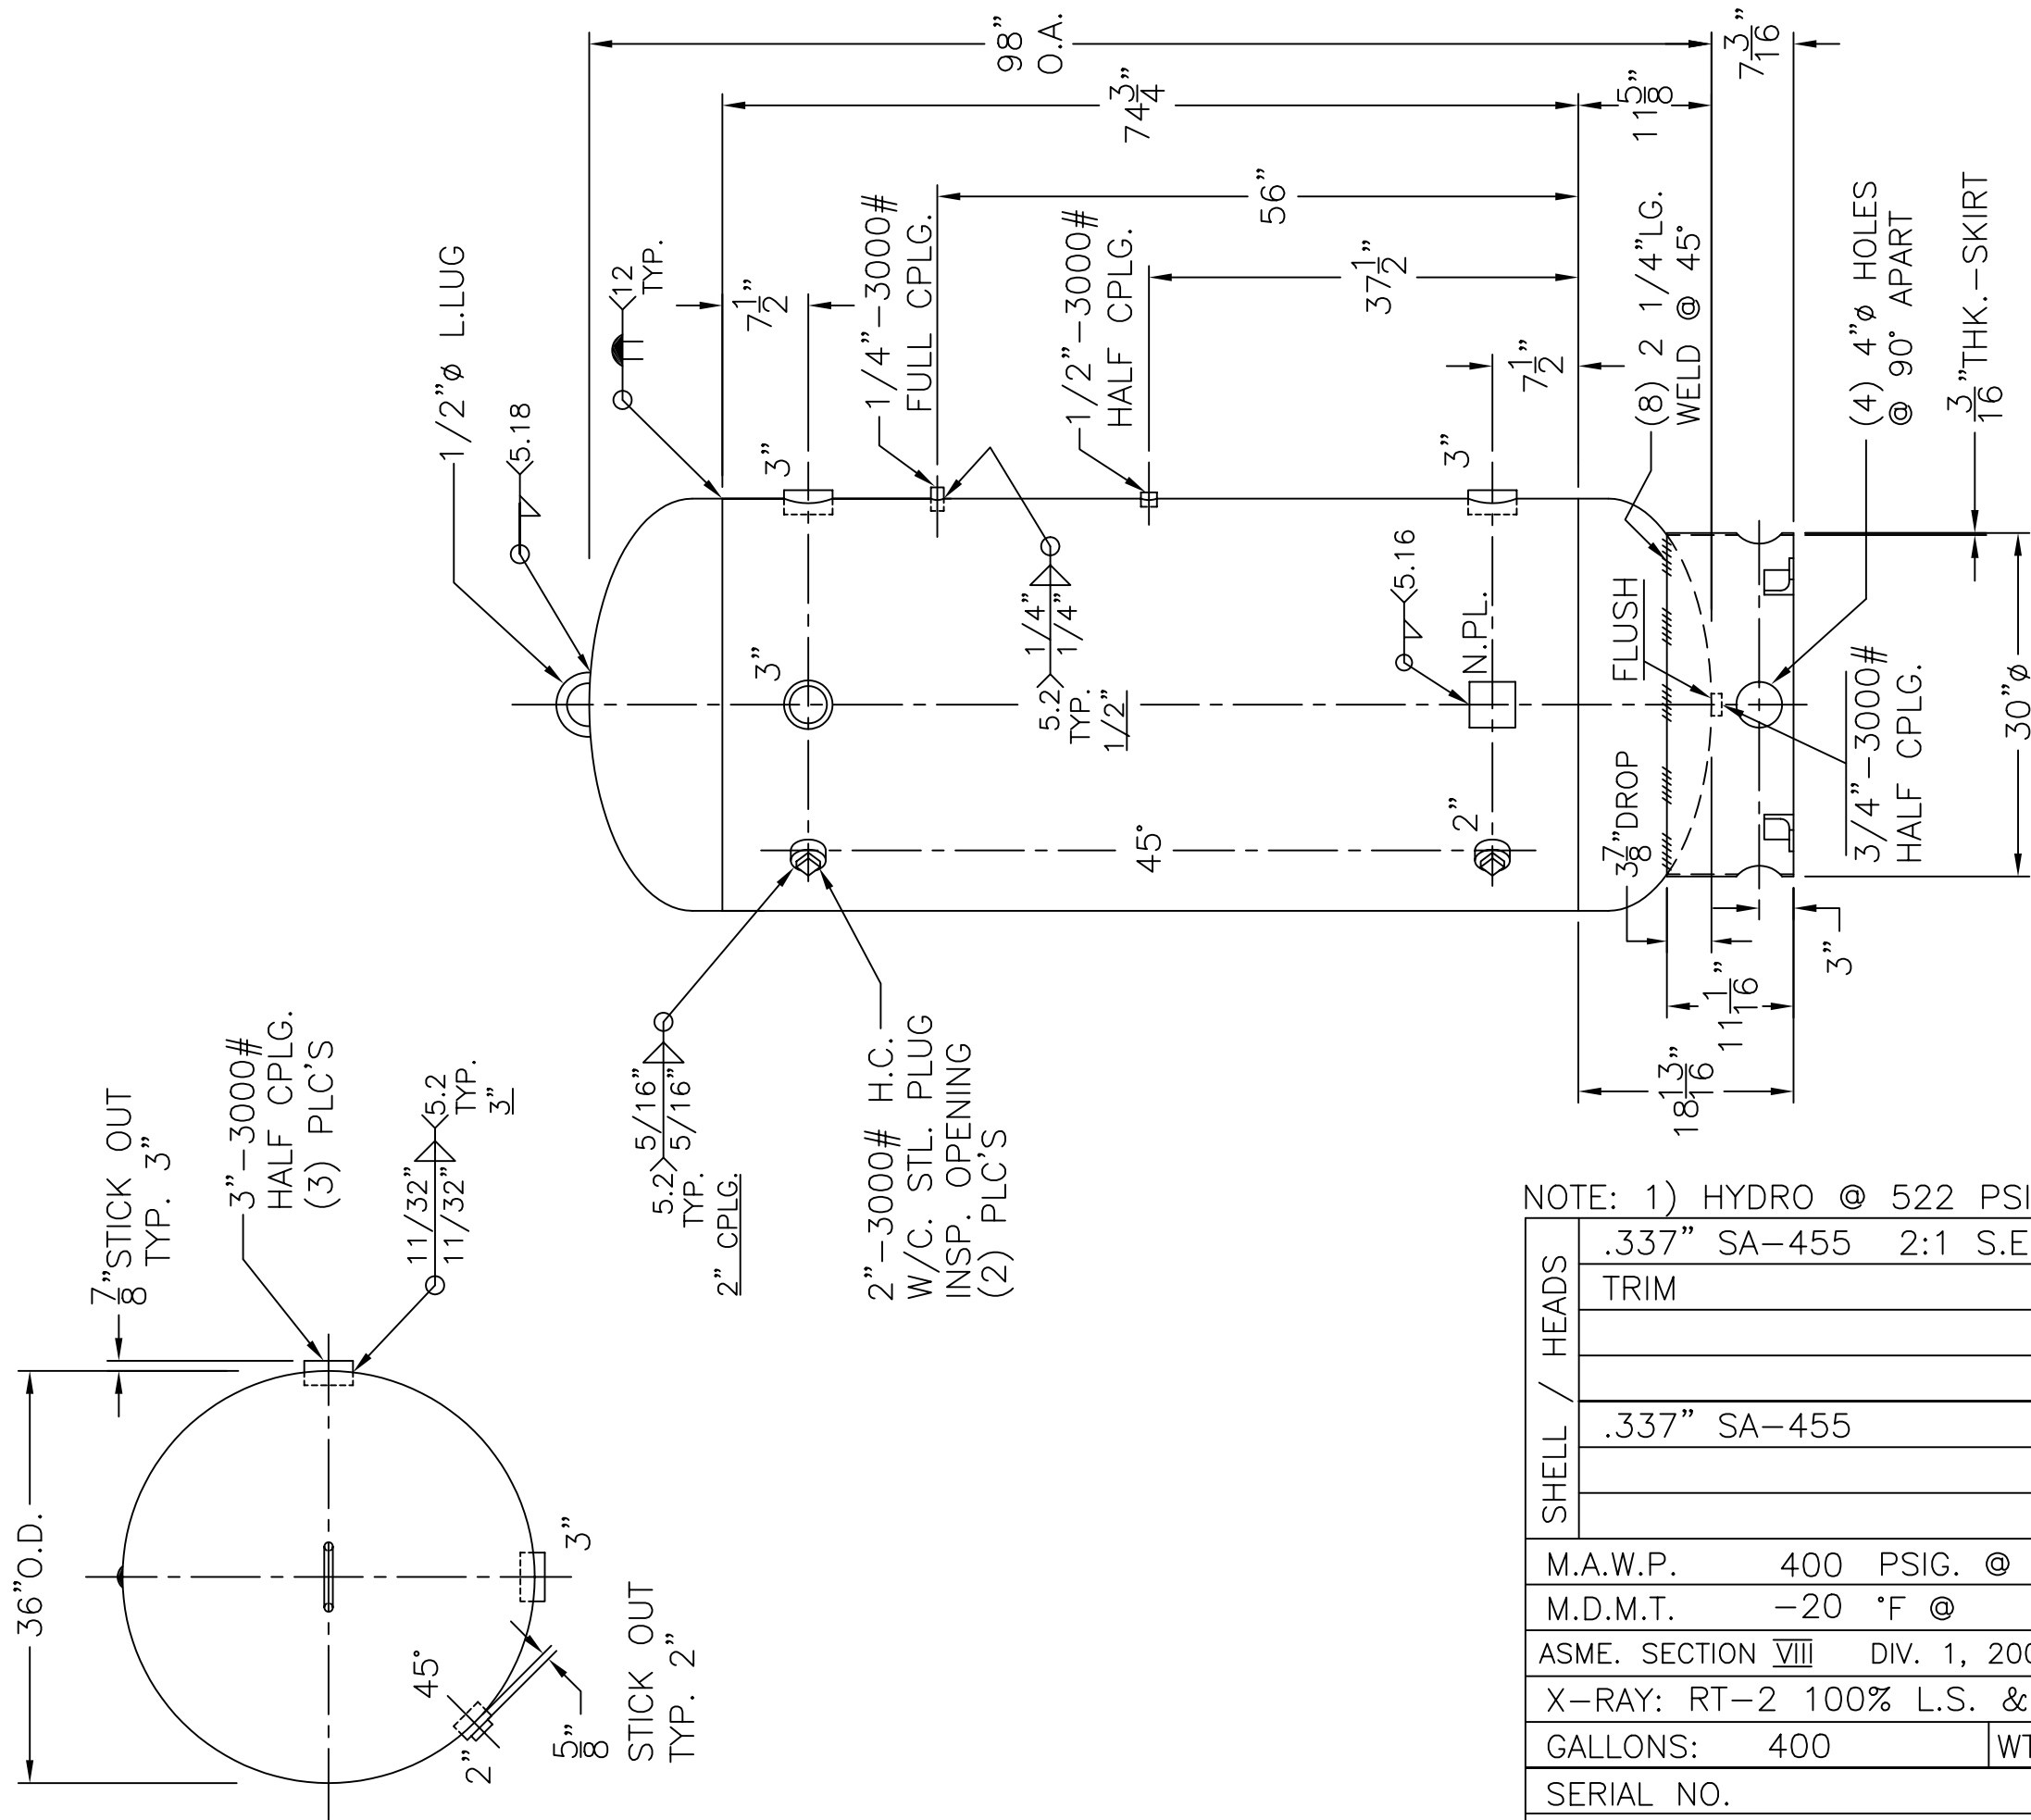 98"
O.A.
74 3/4"
11 5/8"
7 3/16"
56"
37 1/2"
7 1/2"
7 1/2"
1/2"ø L.LUG
5.18
12
TYP.
1/4"-3000#
FULL CPLG.
1/2"-3000#
HALF CPLG.
3"
3"
3"
(8) 2 1/4"LG.
WELD @ 45°
(4) 4"ø HOLES
@ 90° APART
3/16"THK.-SKIRT
1/4"
1/4"
5.2
TYP.
1/2"
5.16
N.PL.
FLUSH
3/4"-3000#
HALF CPLG.
30"ø
45°
2"
3 7/8"DROP
3"
11 1/16"
18 13/16"
5/16"
5/16"
5.2
TYP.
2" CPLG.
2"-3000# H.C.
W/C. STL. PLUG
INSP. OPENING
(2) PLC'S
7/8"STICK OUT
TYP. 3"
3"-3000#
HALF CPLG.
(3) PLC'S
11/32"
11/32"
5.2
TYP.
3"
36"O.D.
3"
45°
2"
5/8"
STICK OUT
TYP. 2"
NOTE: 1) HYDRO @ 522 PSI
SHELL / HEADS
.337" SA-455 2:1 S.E
TRIM
.337" SA-455
M.A.W.P. 400 PSIG. @
M.D.M.T. -20 °F @
ASME. SECTION VIII DIV. 1, 200
X-RAY: RT-2 100% L.S. &
GALLONS: 400 WT
SERIAL NO.